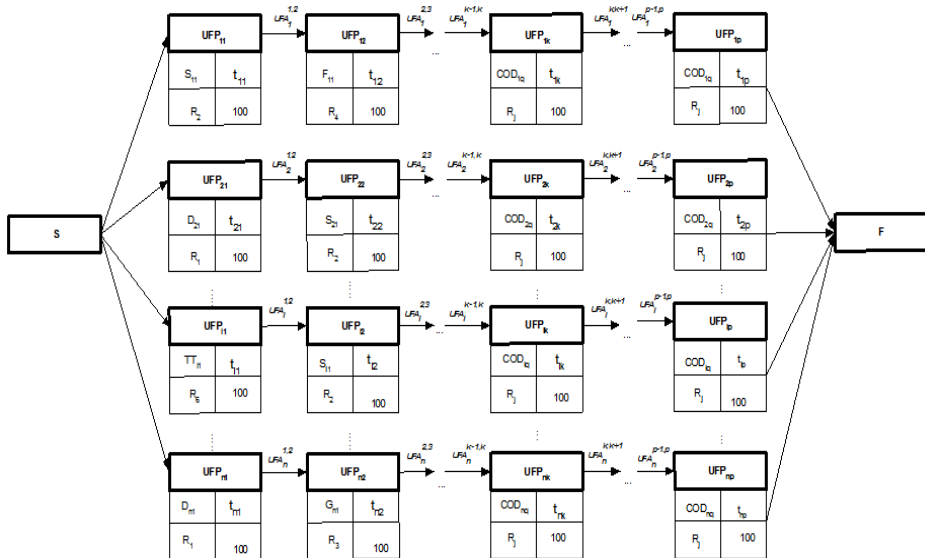 UFA₁^1,2 UFA₁^2,3 UFA₁^k-1,k UFA₁^k,k+1 UFA₁^p-1,p
UFP₁₁ UFP₁₂ ... UFP₁ₖ ... UFP₁ₚ
S₁₁ t₁₁ F₁₁ t₁₂ COD₁q t₁ₖ COD₁q t₁ₚ
R₂ 100 R₄ 100 Rⱼ 100 Rⱼ 100
UFA₂^1,2 UFA₂^2,3 UFA₂^k-1,k UFA₂^k,k+1 UFA₂^p-1,p
UFP₂₁ UFP₂₂ ... UFP₂ₖ ... UFP₂ₚ
D₂₁ t₂₁ S₂₁ t₂₂ COD₂q t₂ₖ COD₂q t₂ₚ
S F
R₁ 100 R₂ 100 Rⱼ 100 Rⱼ 100
UFAᵢ^1,2 UFAᵢ^2,3 UFAᵢ^k-1,k UFAᵢ^k,k+1 UFAᵢ^p-1,p
UFPᵢ₁ UFPᵢ₂ ... UFPᵢₖ ... UFPᵢₚ
TTᵢ₁ tᵢ₁ Sᵢ₁ tᵢ₂ CODᵢq tᵢₖ CODᵢq tᵢₚ
R₅ 100 R₂ 100 Rⱼ 100 Rⱼ 100
UFAₙ^1,2 UFAₙ^2,3 UFAₙ^k-1,k UFAₙ^k,k+1 UFAₙ^p-1,p
UFPₙ₁ UFPₙ₂ ... UFPₙₖ ... UFPₙₚ
Dₙ₁ tₙ₁ Gₙ₁ tₙ₂ CODₙq tₙₖ CODₙq tₙₚ
R₁ 100 R₃ 100 Rⱼ 100 Rⱼ 100